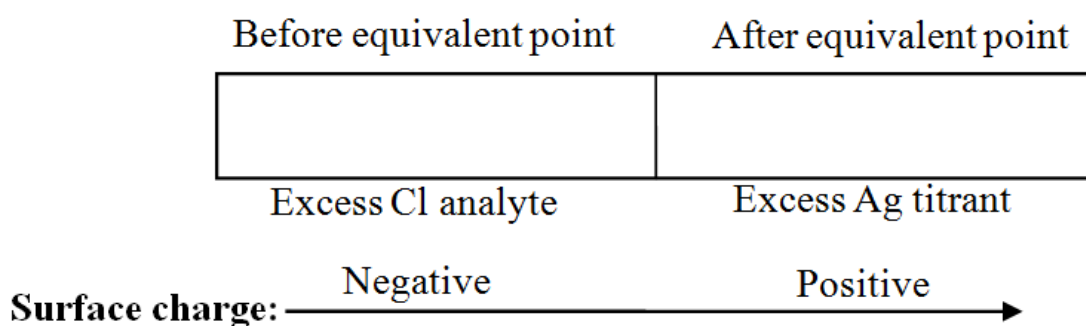 Before equivalent point After equivalent point
Excess Cl analyte Excess Ag titrant
Negative Positive
Surface charge: